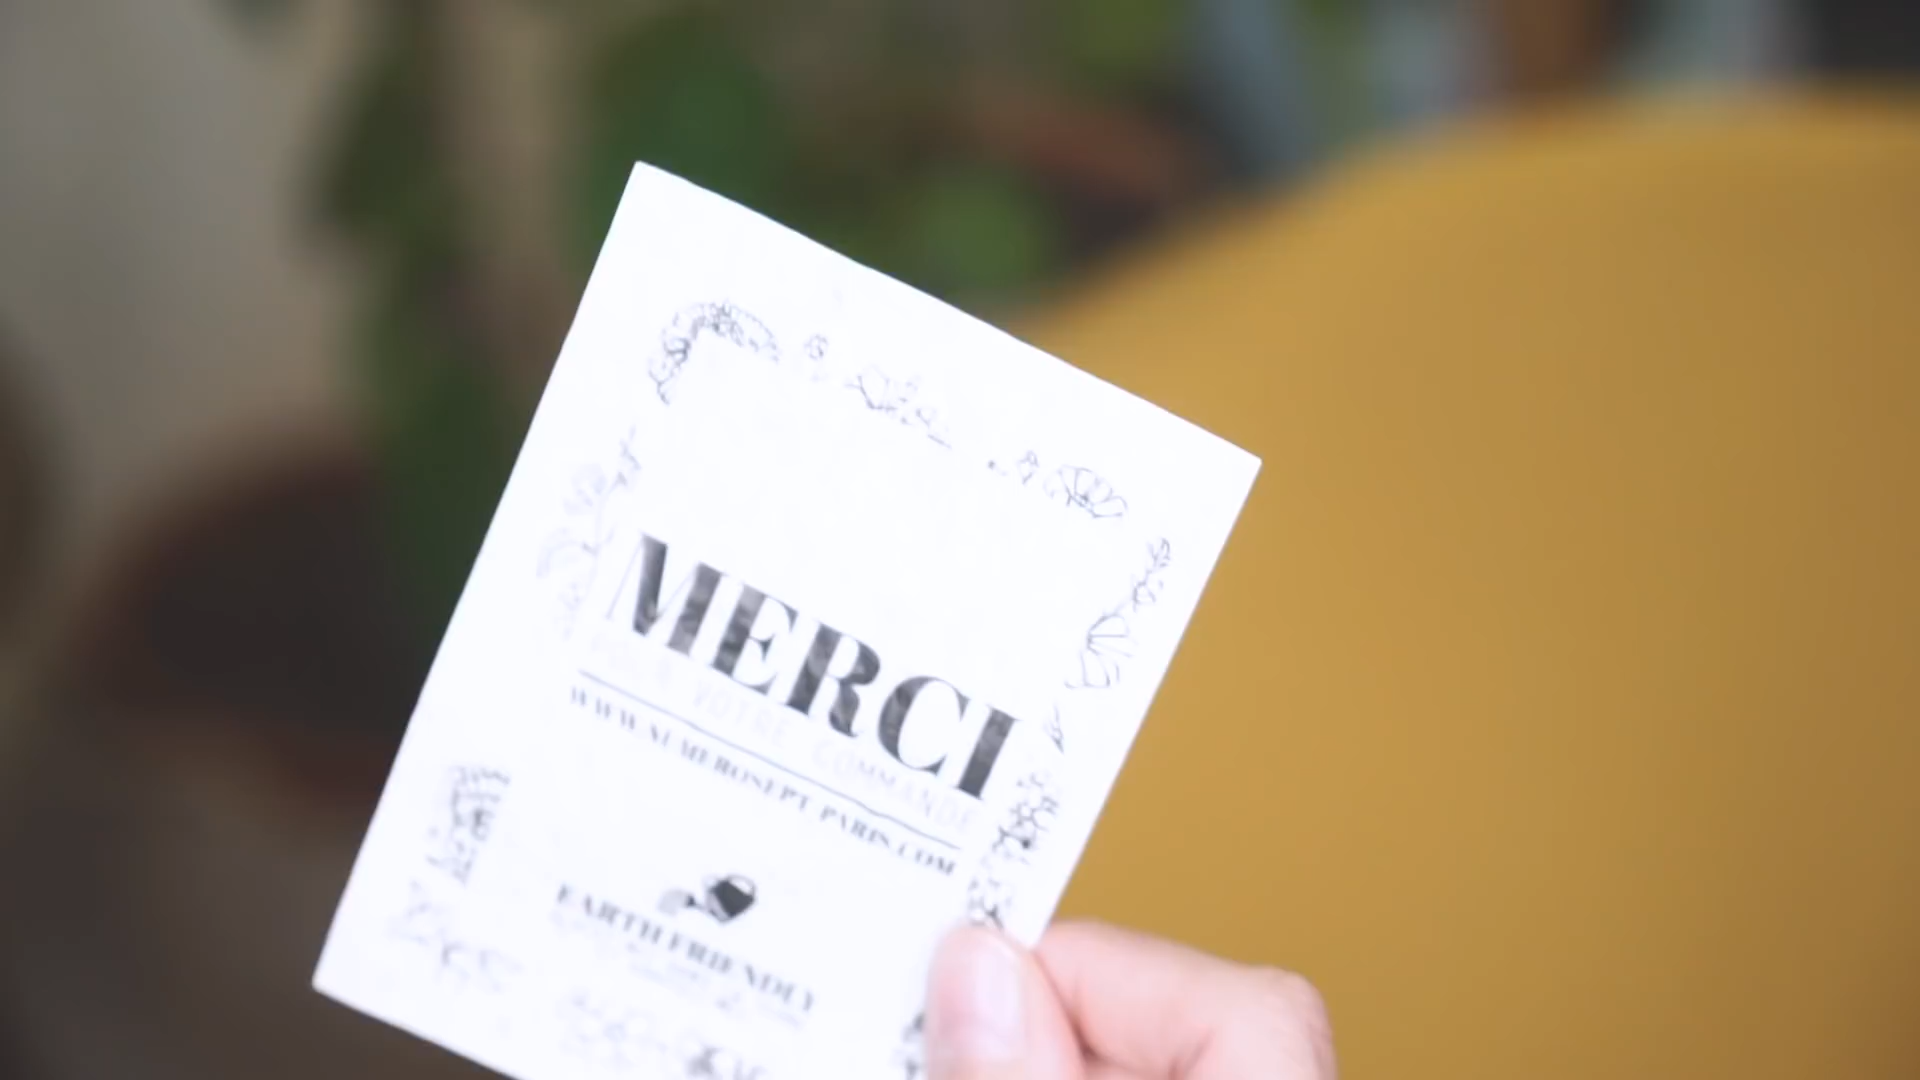 MERCI
POUR VOTRE COMMANDE
WWW.NUMEROSEPT-PARIS.COM
EARTH FRIENDLY